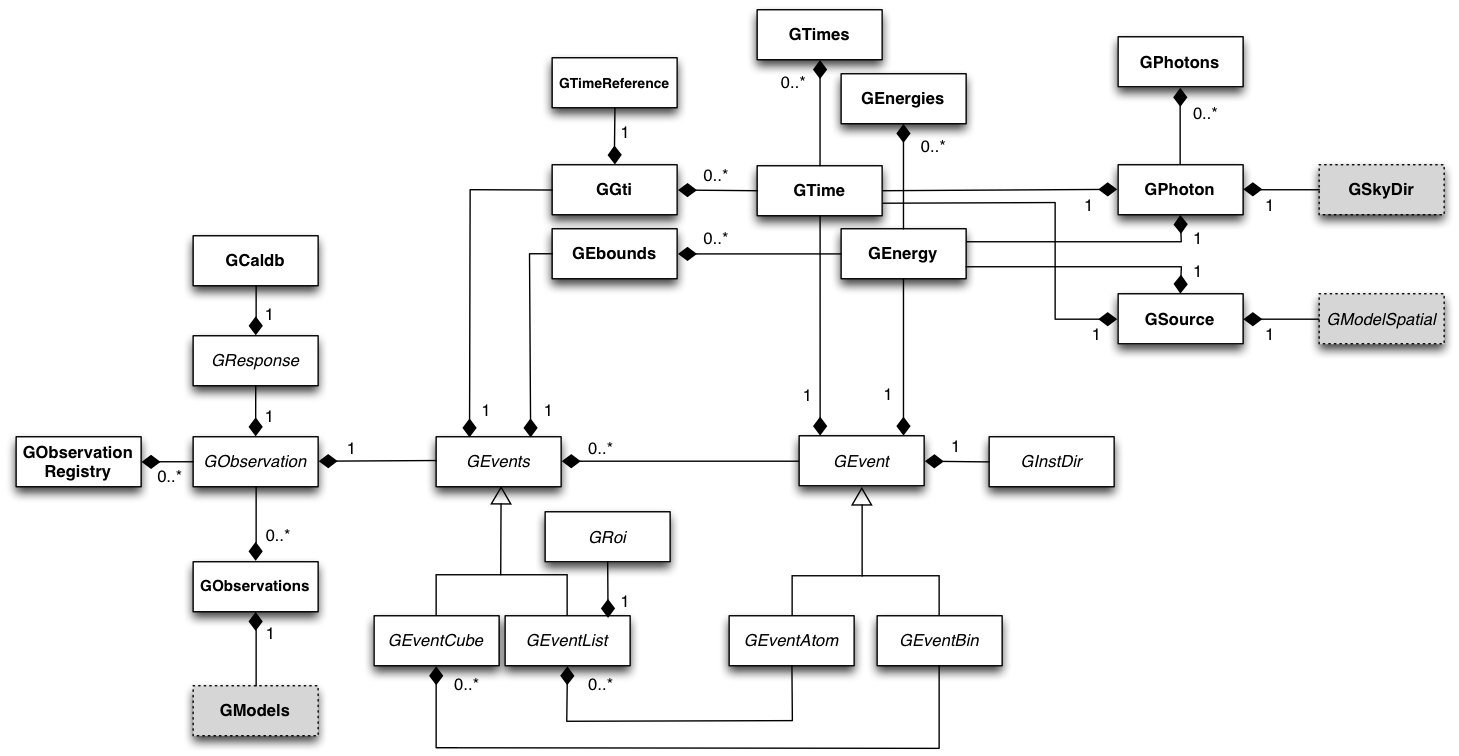 GTimes
GPhotons
GTimeReference
0..*
GEnergies
0..*
1
0..*
GGti
0..*
GTime
GPhoton
GSkyDir
1
1
GEbounds
0..*
GEnergy
1
GCaldb
1
1
GSource
GModelSpatial
1
1
GResponse
1
1
1
1
1
GObservation
Registry
0..*
GObservation
1
GEvents
0..*
GEvent
1
GInstDir
0..*
GRoi
GObservations
1
1
GEventCube
GEventList
GEventAtom
GEventBin
0..*
0..*
GModels